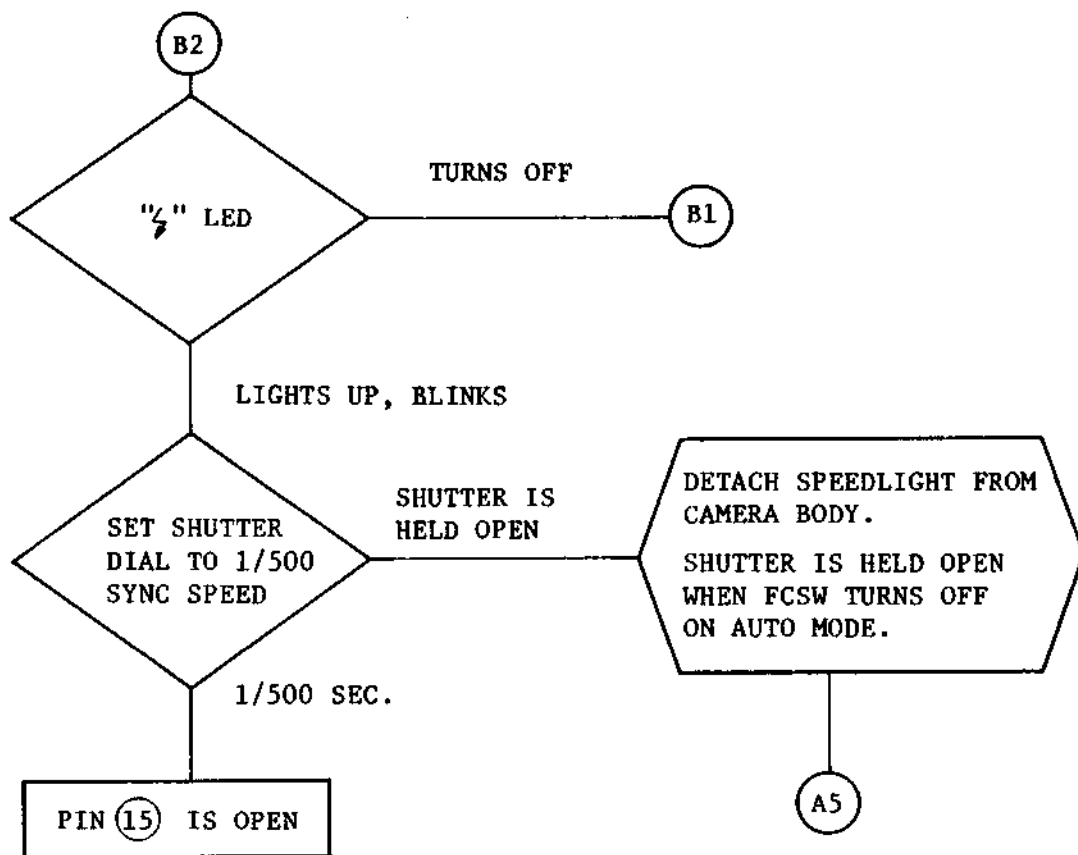 B2
TURNS OFF
"⚡" LED
B1
LIGHTS UP, BLINKS
SHUTTER IS
HELD OPEN
SET SHUTTER
DIAL TO 1/500
SYNC SPEED
DETACH SPEEDLIGHT FROM
CAMERA BODY.
SHUTTER IS HELD OPEN
WHEN FCSW TURNS OFF
ON AUTO MODE.
1/500 SEC.
PIN 15 IS OPEN
A5